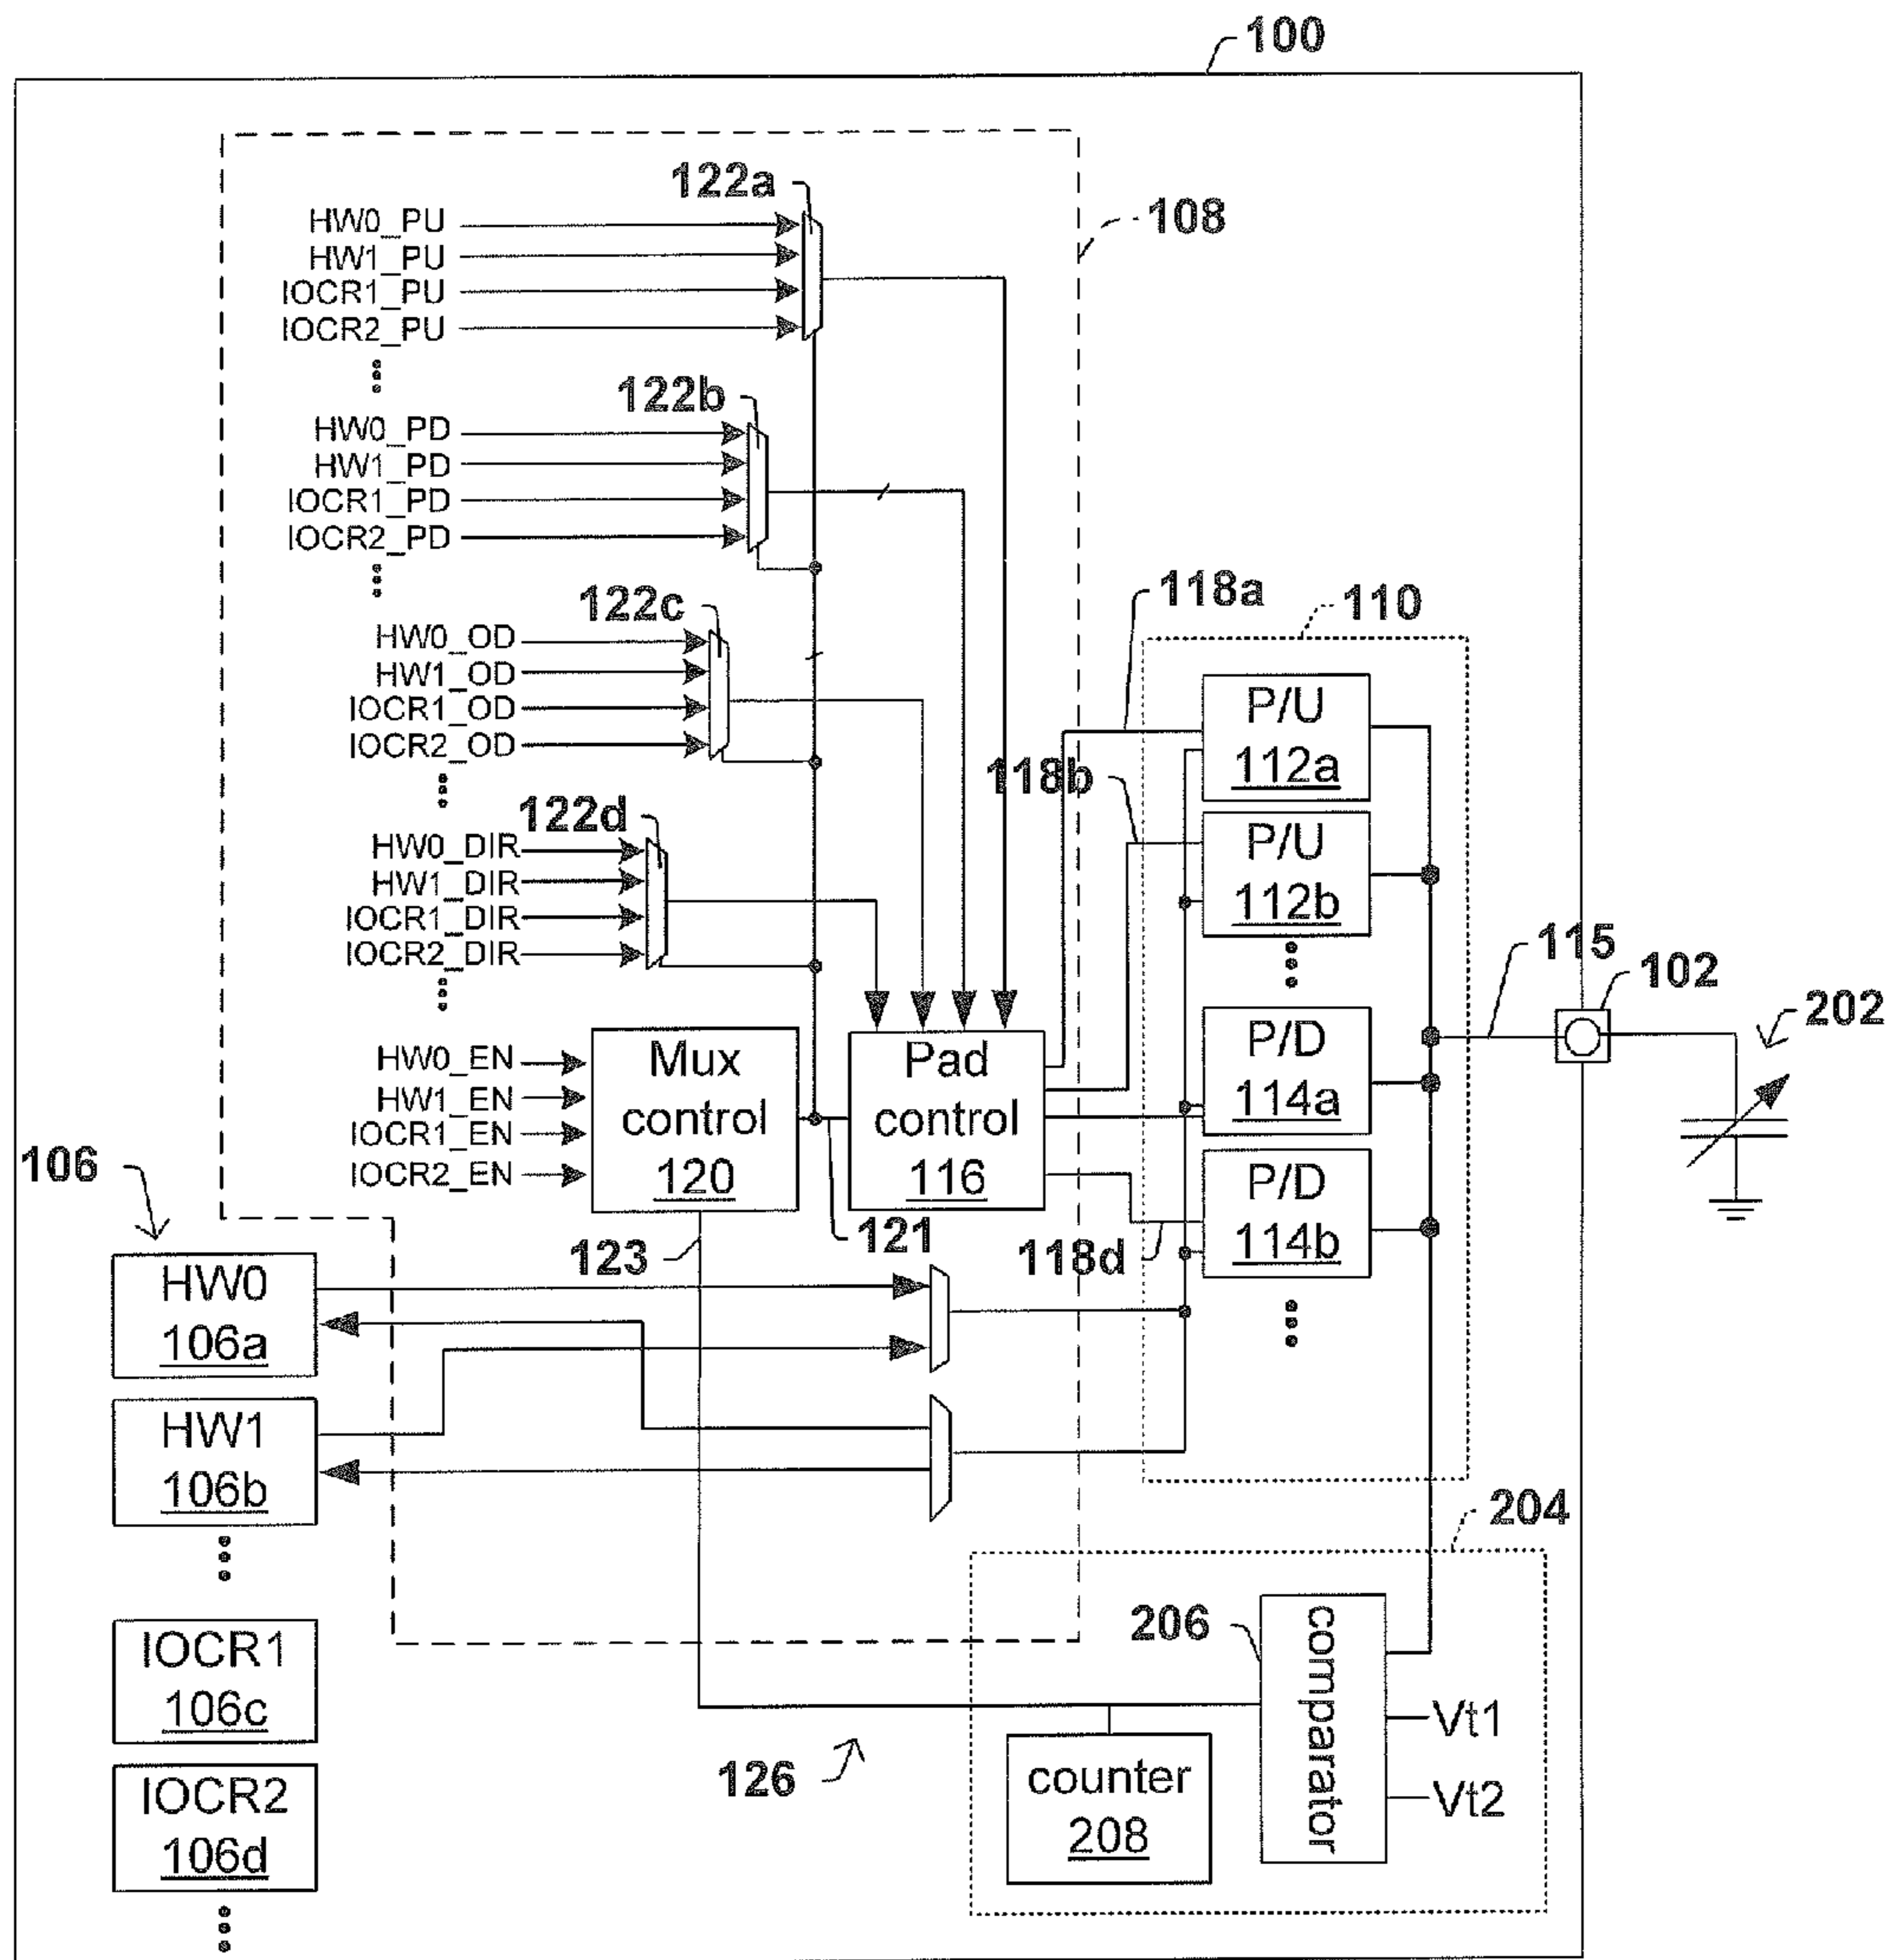 100
122a
108
HW0_PU
HW1_PU
IOCR1_PU
IOCR2_PU
122b
HW0_PD
HW1_PD
IOCR1_PD
IOCR2_PD
122c
118a
110
HW0_OD
HW1_OD
IOCR1_OD
IOCR2_OD
P/U
112a
118b
122d
HW0_DIR
HW1_DIR
IOCR1_DIR
IOCR2_DIR
P/U
112b
115
102
202
HW0_EN
HW1_EN
IOCR1_EN
IOCR2_EN
Mux
control
120
Pad
control
116
P/D
114a
P/D
114b
106
123
121
118d
HW0
106a
HW1
106b
204
206
comparator
IOCR1
106c
Vt1
126
counter
208
Vt2
IOCR2
106d